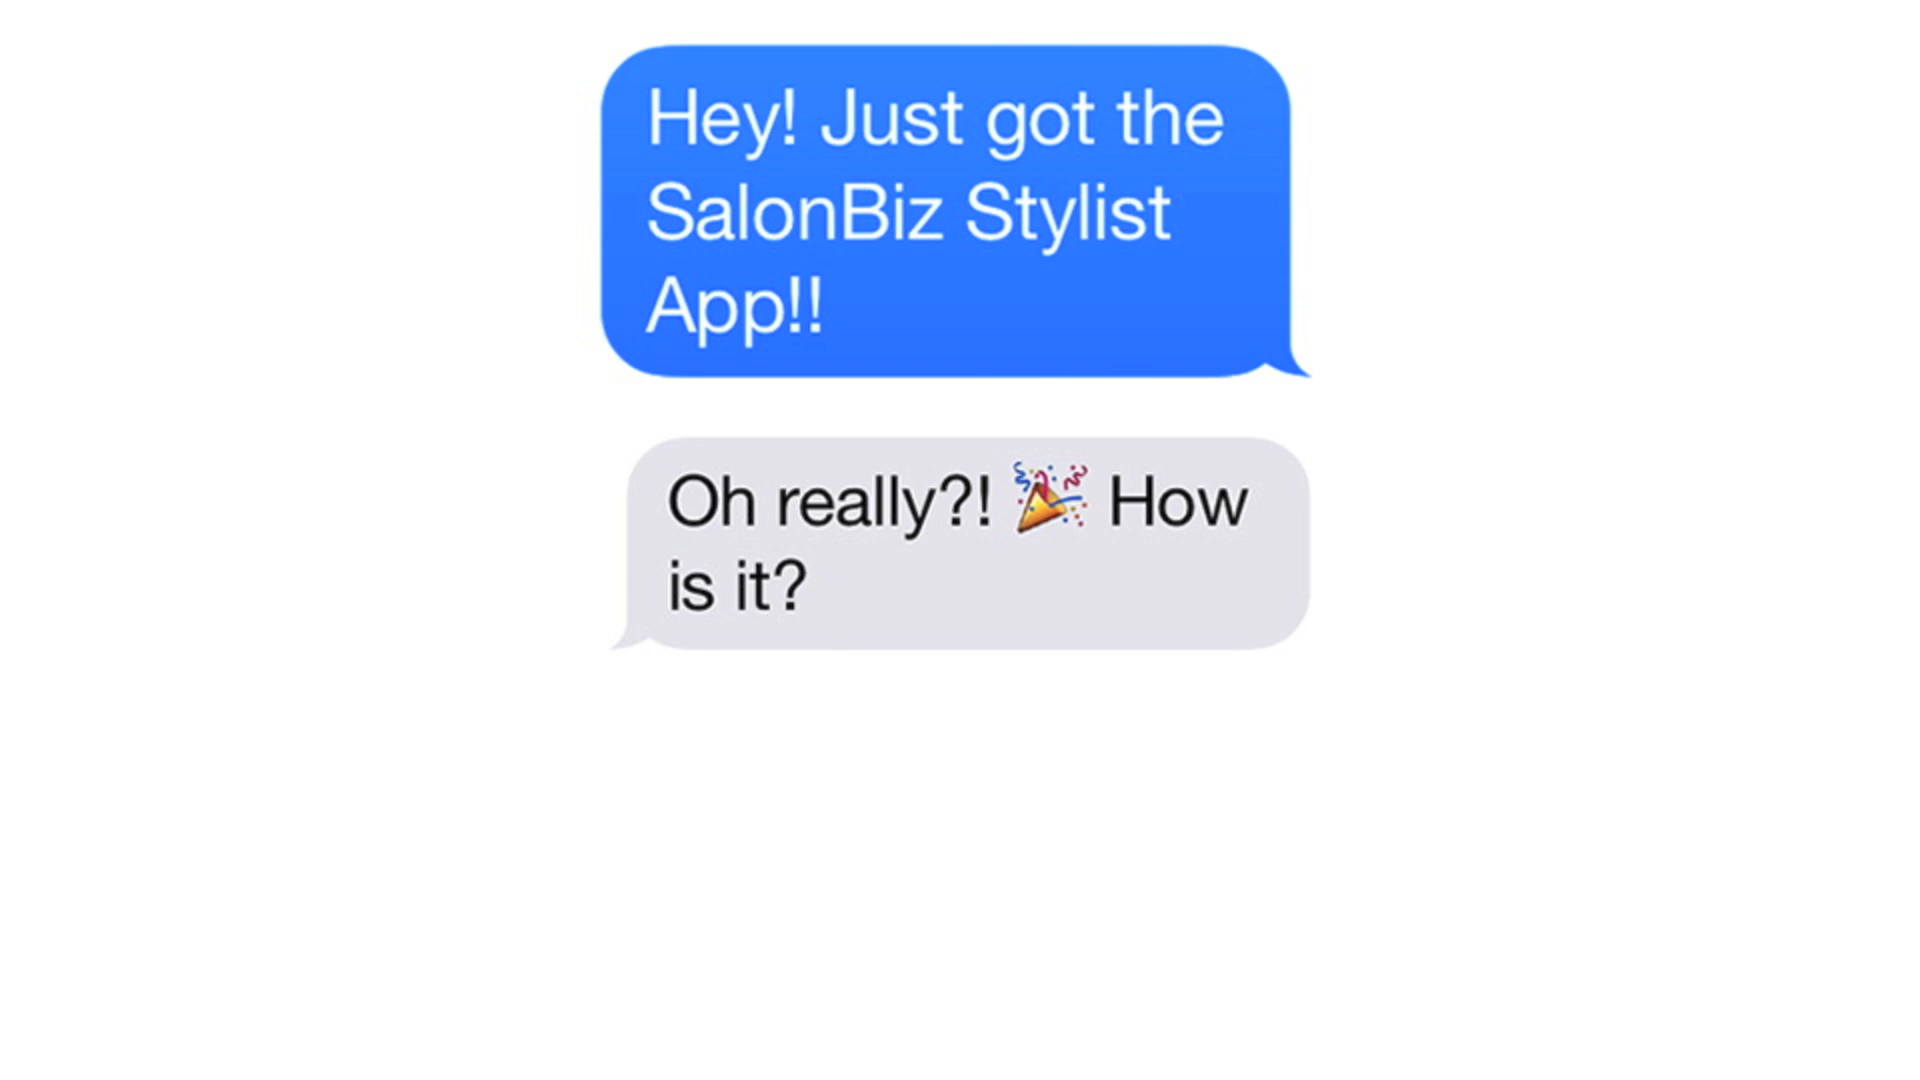 Hey! Just got the
SalonBiz Stylist
App!!
Oh really?! 🎉 How
is it?